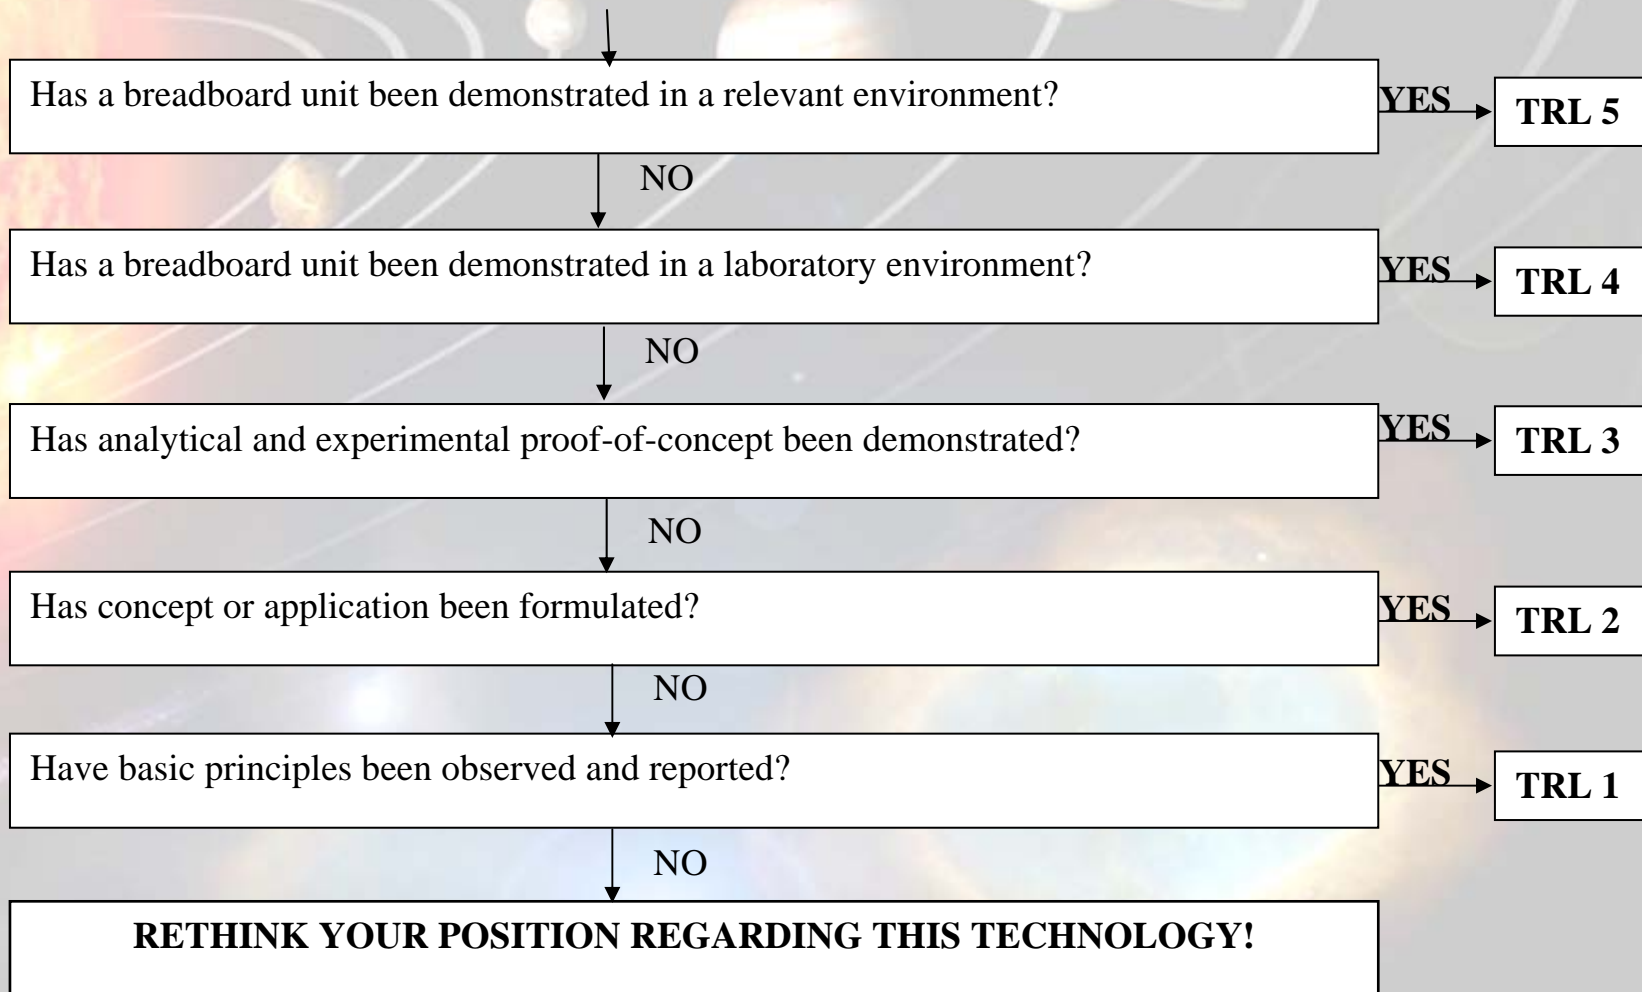 Has a breadboard unit been demonstrated in a relevant environment?
YES
TRL 5
NO
Has a breadboard unit been demonstrated in a laboratory environment?
YES
TRL 4
NO
Has analytical and experimental proof-of-concept been demonstrated?
YES
TRL 3
NO
Has concept or application been formulated?
YES
TRL 2
NO
Have basic principles been observed and reported?
YES
TRL 1
NO
RETHINK YOUR POSITION REGARDING THIS TECHNOLOGY!